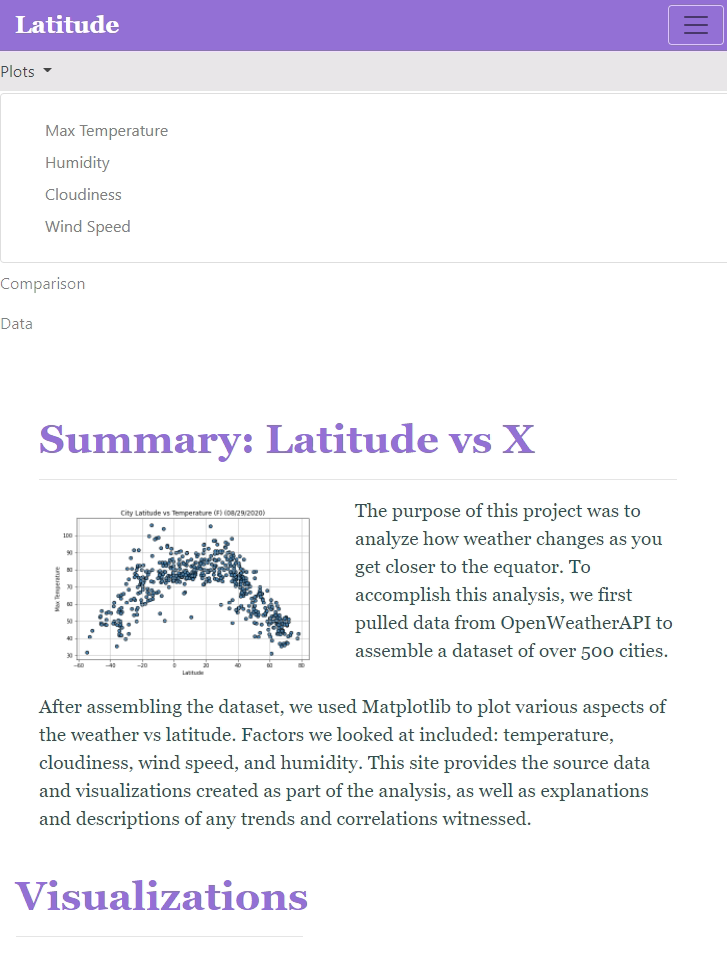 Latitude
Plots
Max Temperature
Humidity
Cloudiness
Wind Speed
Comparison
Data
Summary: Latitude vs X
City Latitude vs Temperature (F) (08/29/2020)
Max Temperature
100
90
80
70
60
50
40
30
−60 −40 −20 0 20 40 60 80
Latitude
The purpose of this project was to
analyze how weather changes as you
get closer to the equator. To
accomplish this analysis, we first
pulled data from OpenWeatherAPI to
assemble a dataset of over 500 cities.
After assembling the dataset, we used Matplotlib to plot various aspects of
the weather vs latitude. Factors we looked at included: temperature,
cloudiness, wind speed, and humidity. This site provides the source data
and visualizations created as part of the analysis, as well as explanations
and descriptions of any trends and correlations witnessed.
Visualizations